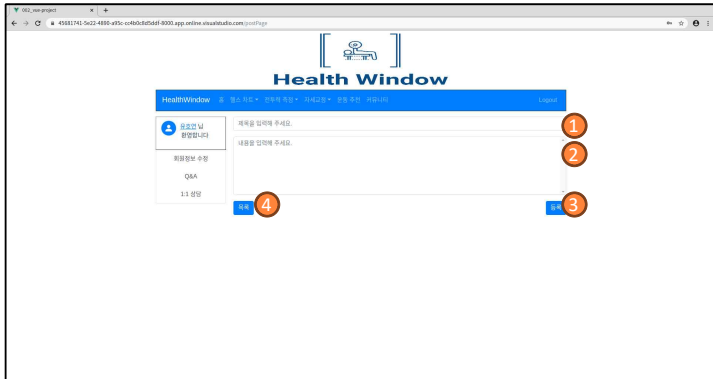 002_vue-project
45681741-5e22-4890-a95c-cc4b0c8d5ddf-8000.app.online.visualstudio.com/postPage
Health Window
HealthWindow 홈 헬스 차트 전투력 측정 자세교정 운동 추천 커뮤니티 Logout
유호연 님
환영합니다
제목을 입력해 주세요.
1
내용을 입력해 주세요.
2
회원정보 수정
Q&A
1:1 상담
목록
4
등록
3